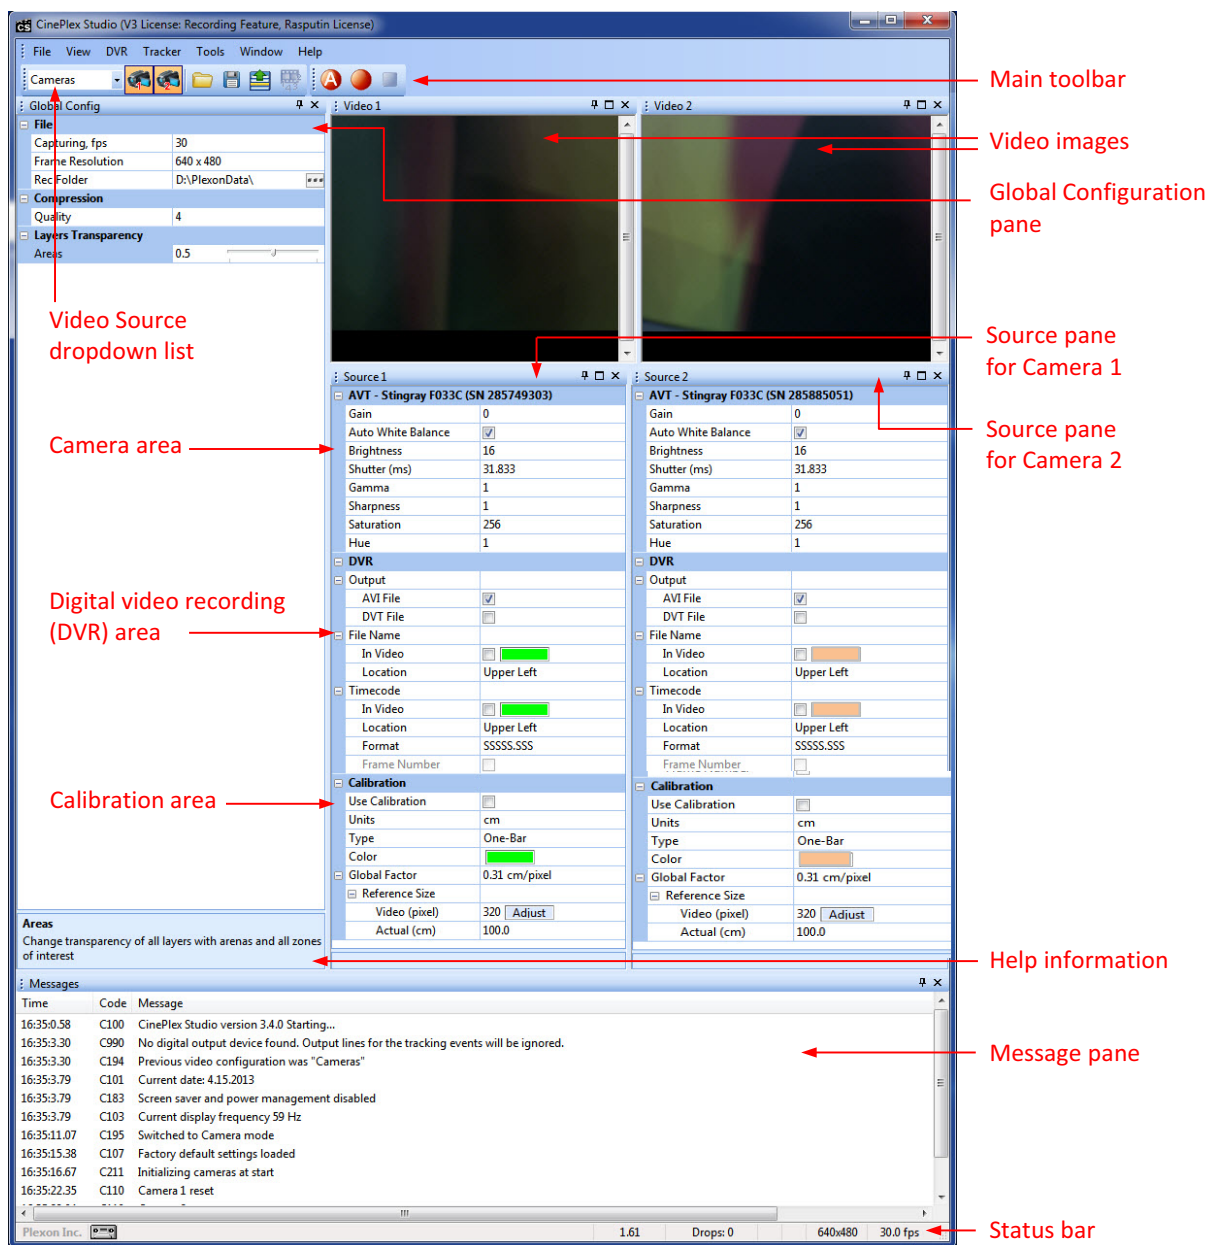 CinePlex Studio (V3 License: Recording Feature, Rasputin License)
File View DVR Tracker Tools Window Help
Cameras
Main toolbar
Global Config
Video 1
Video 2
File
Capturing, fps 30
Frame Resolution 640 x 480
Rec Folder D:\PlexonData\
Compression
Quality 4
Layers Transparency
Areas 0.5
Video images
Global Configuration
pane
Video Source
dropdown list
Source pane
for Camera 1
Source 1
AVT - Stingray F033C (SN 285749303)
Gain 0
Auto White Balance
Brightness 16
Shutter (ms) 31.833
Gamma 1
Sharpness 1
Saturation 256
Hue 1
DVR
Output
AVI File
DVT File
File Name
In Video
Location Upper Left
Timecode
In Video
Location Upper Left
Format SSSSS.SSS
Frame Number
Calibration
Use Calibration
Units cm
Type One-Bar
Color
Global Factor 0.31 cm/pixel
Reference Size
Video (pixel) 320 Adjust
Actual (cm) 100.0
Source 2
AVT - Stingray F033C (SN 285885051)
Gain 0
Auto White Balance
Brightness 16
Shutter (ms) 31.833
Gamma 1
Sharpness 1
Saturation 256
Hue 1
DVR
Output
AVI File
DVT File
File Name
In Video
Location Upper Left
Timecode
In Video
Location Upper Left
Format SSSSS.SSS
Frame Number
Calibration
Use Calibration
Units cm
Type One-Bar
Color
Global Factor 0.31 cm/pixel
Reference Size
Video (pixel) 320 Adjust
Actual (cm) 100.0
Source pane
for Camera 2
Camera area
Digital video recording
(DVR) area
Calibration area
Areas
Change transparency of all layers with arenas and all zones
of interest
Help information
Messages
Time Code Message
16:35:0.58 C100 CinePlex Studio version 3.4.0 Starting...
16:35:3.30 C990 No digital output device found. Output lines for the tracking events will be ignored.
16:35:3.30 C194 Previous video configuration was "Cameras"
16:35:3.79 C101 Current date: 4.15.2013
16:35:3.79 C183 Screen saver and power management disabled
16:35:3.79 C103 Current display frequency 59 Hz
16:35:11.07 C195 Switched to Camera mode
16:35:15.38 C107 Factory default settings loaded
16:35:16.67 C211 Initializing cameras at start
16:35:22.35 C110 Camera 1 reset
Message pane
Plexon Inc. 1.61 Drops: 0 640x480 30.0 fps
Status bar